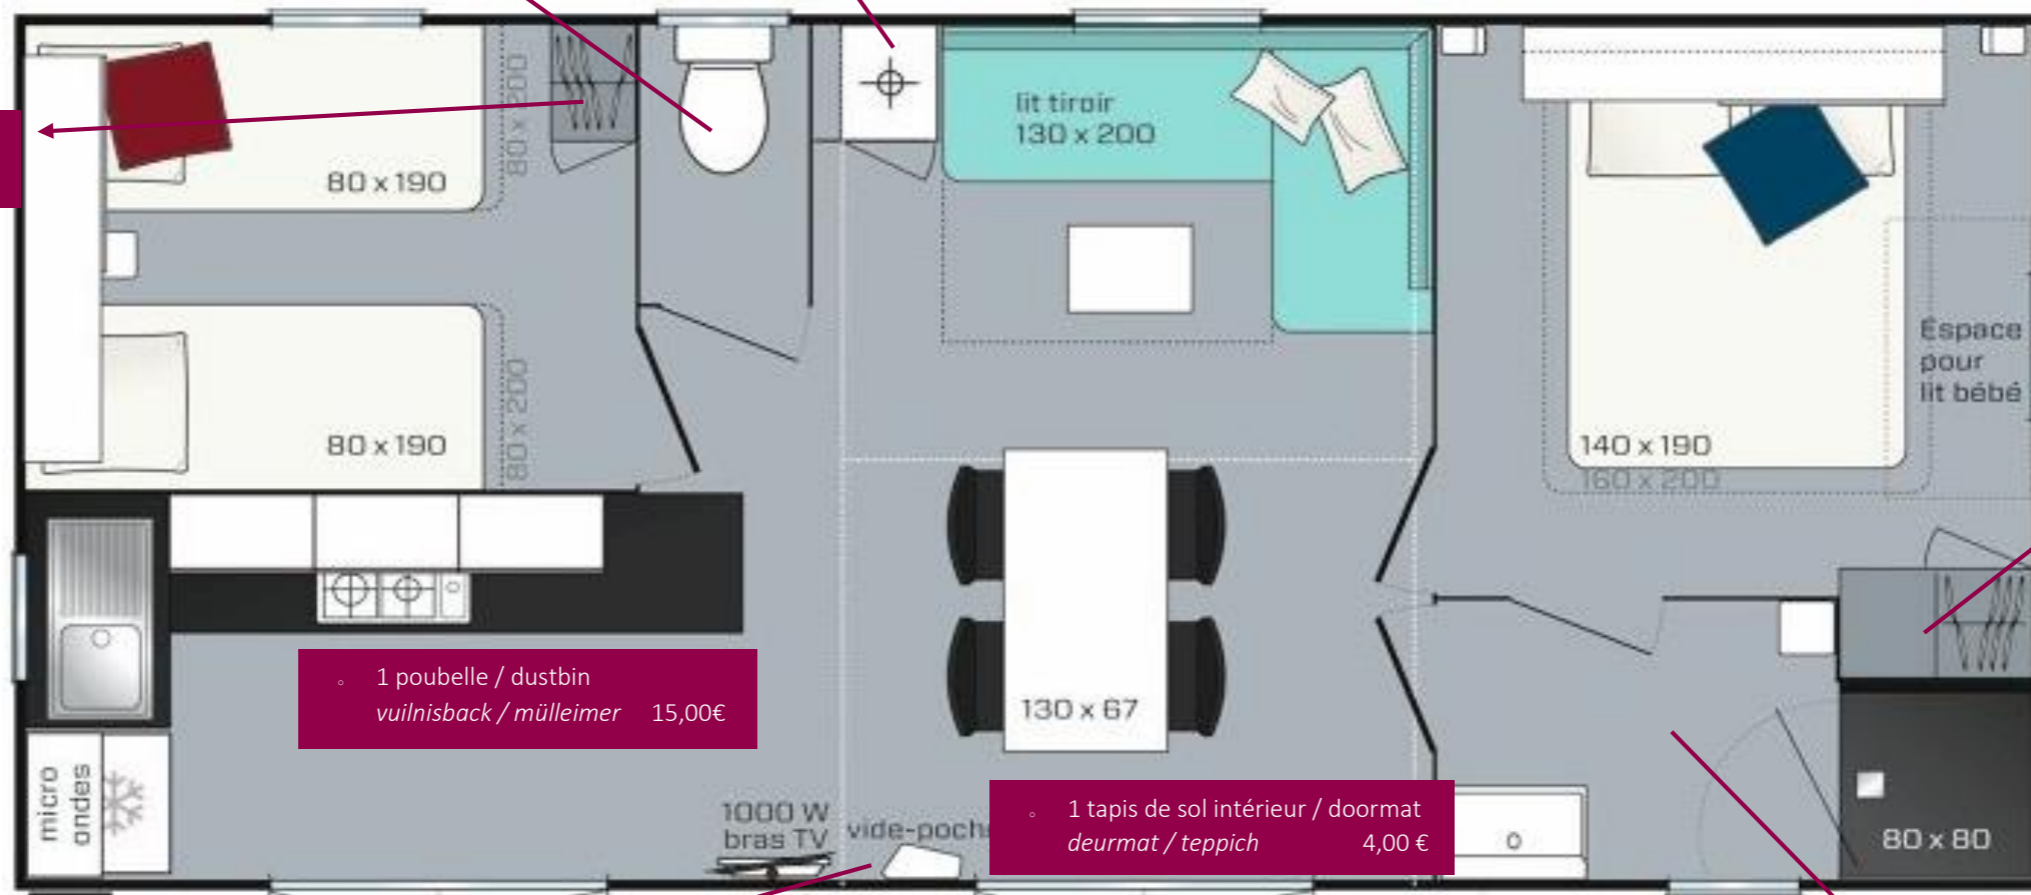 80 x 200
80 x 190
lit tiroir
130 x 200
80 x 200
80 x 190
Espace
pour
lit bébé
140 x 190
160 x 200
◦ 1 poubelle / dustbin
vuilnisback / mülleimer 15,00€
130 x 67
micro
ondes
1000 W
bras TV
vide-poch
◦ 1 tapis de sol intérieur / doormat
deurmat / teppich 4,00 €
80 x 80